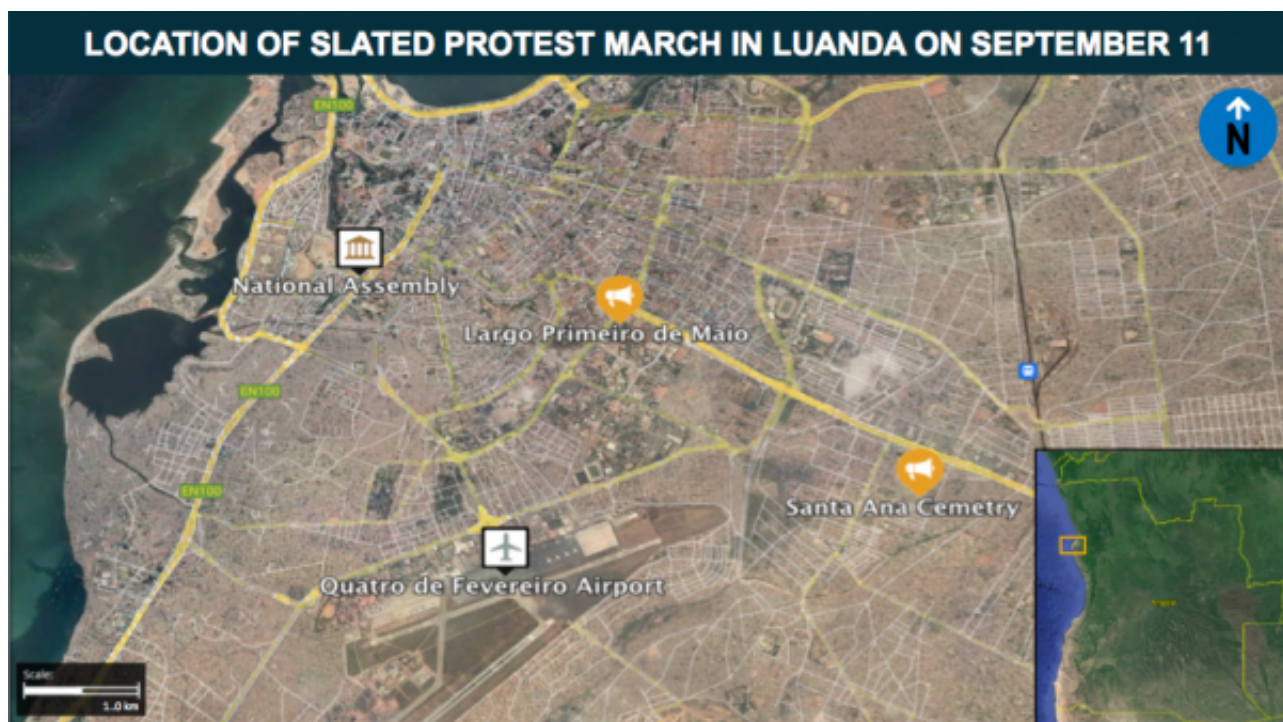 LOCATION OF SLATED PROTEST MARCH IN LUANDA ON SEPTEMBER 11
EN100
N
National Assembly
Largo Primeiro de Maio
EN100
Santa Ana Cemetry
EN100
Quatro de Fevereiro Airport
Scale:
1..0 km